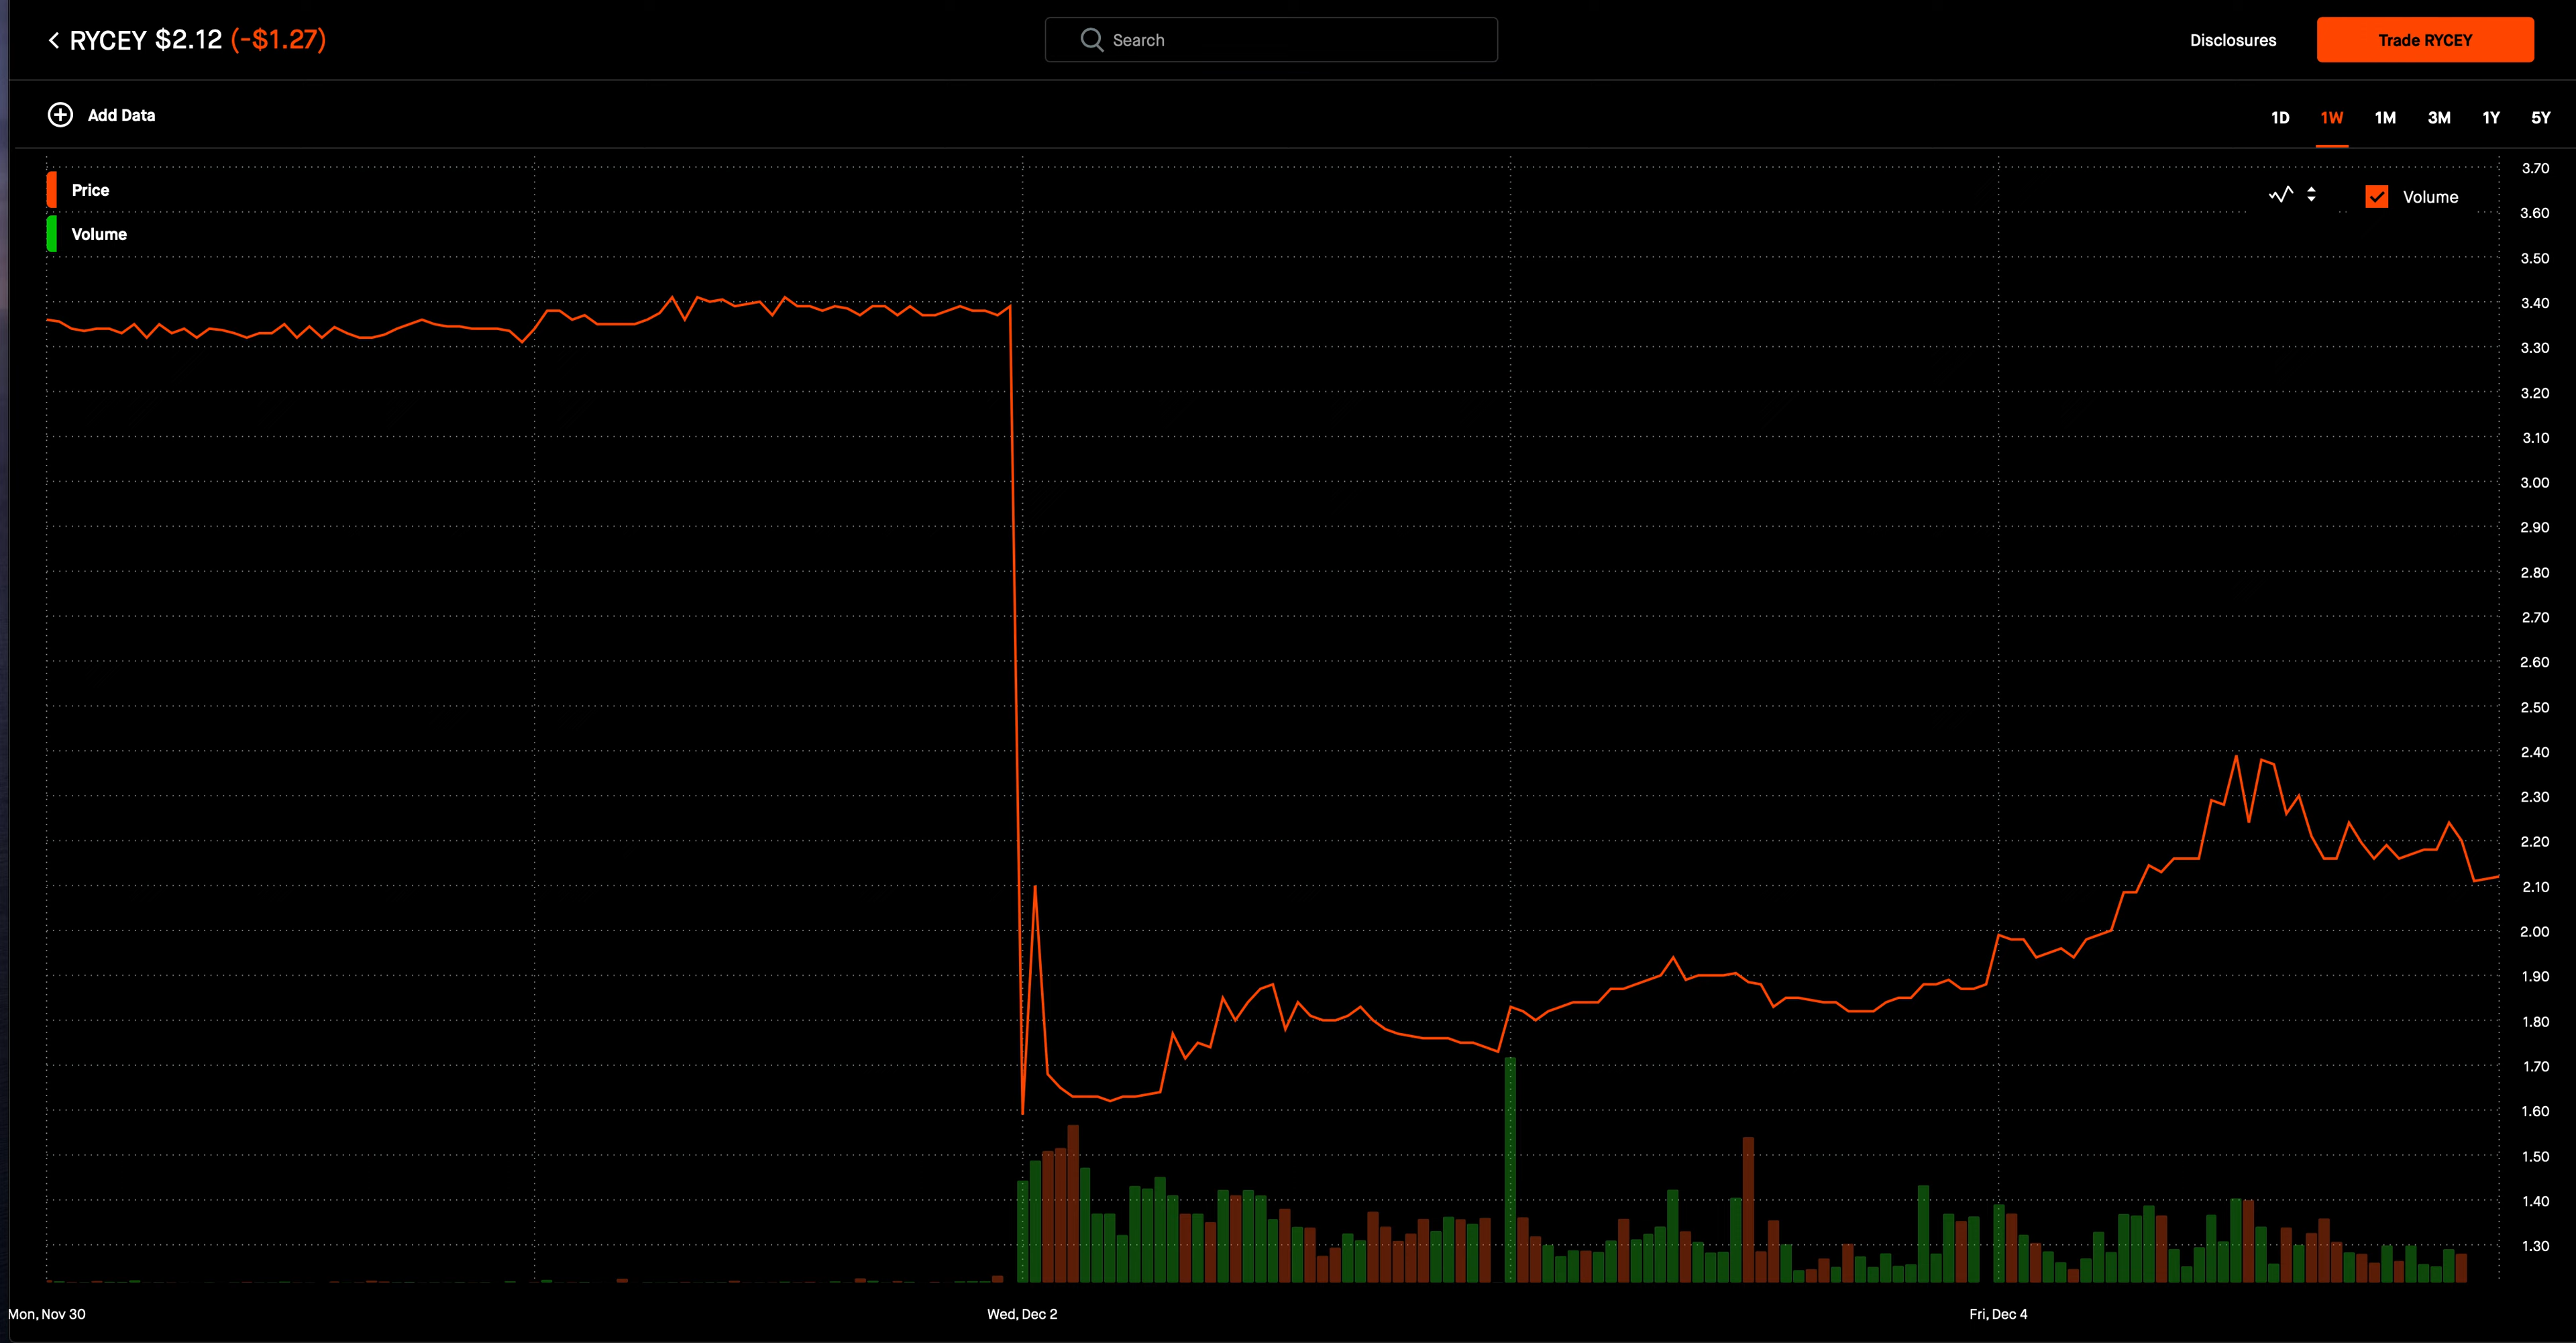 RYCEY $2.12 (-$1.27)
Search
Disclosures
Trade RYCEY
Add Data
1D 1W 1M 3M 1Y 5Y
Price
Volume
Volume
3.70
3.60
3.50
3.40
3.30
3.20
3.10
3.00
2.90
2.80
2.70
2.60
2.50
2.40
2.30
2.20
2.10
2.00
1.90
1.80
1.70
1.60
1.50
1.40
1.30
Mon, Nov 30
Wed, Dec 2
Fri, Dec 4